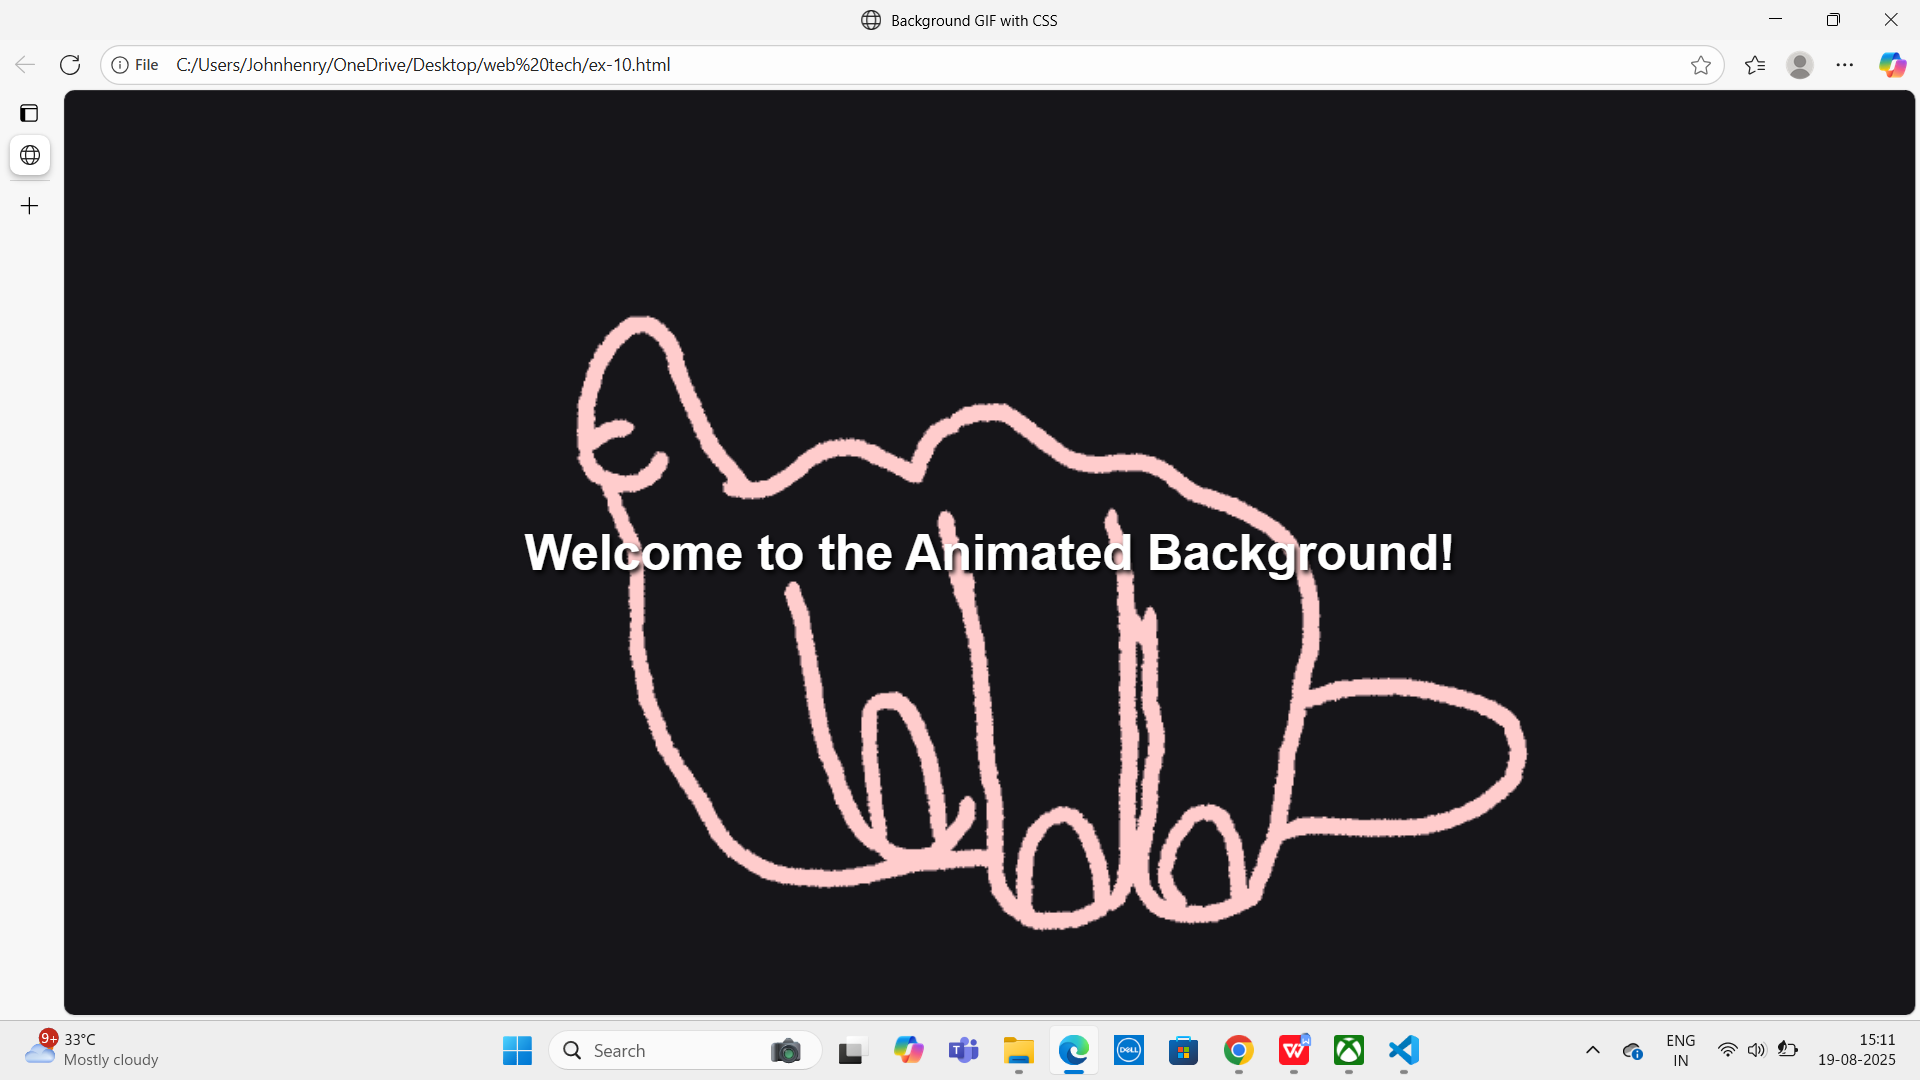 Background GIF with CSS
File C:/Users/Johnhenry/OneDrive/Desktop/web%20tech/ex-10.html
Welcome to the Animated Background!
9+
33°C
Mostly cloudy
Search
DELL
W
W
T
ENG
IN
15:11
19-08-2025